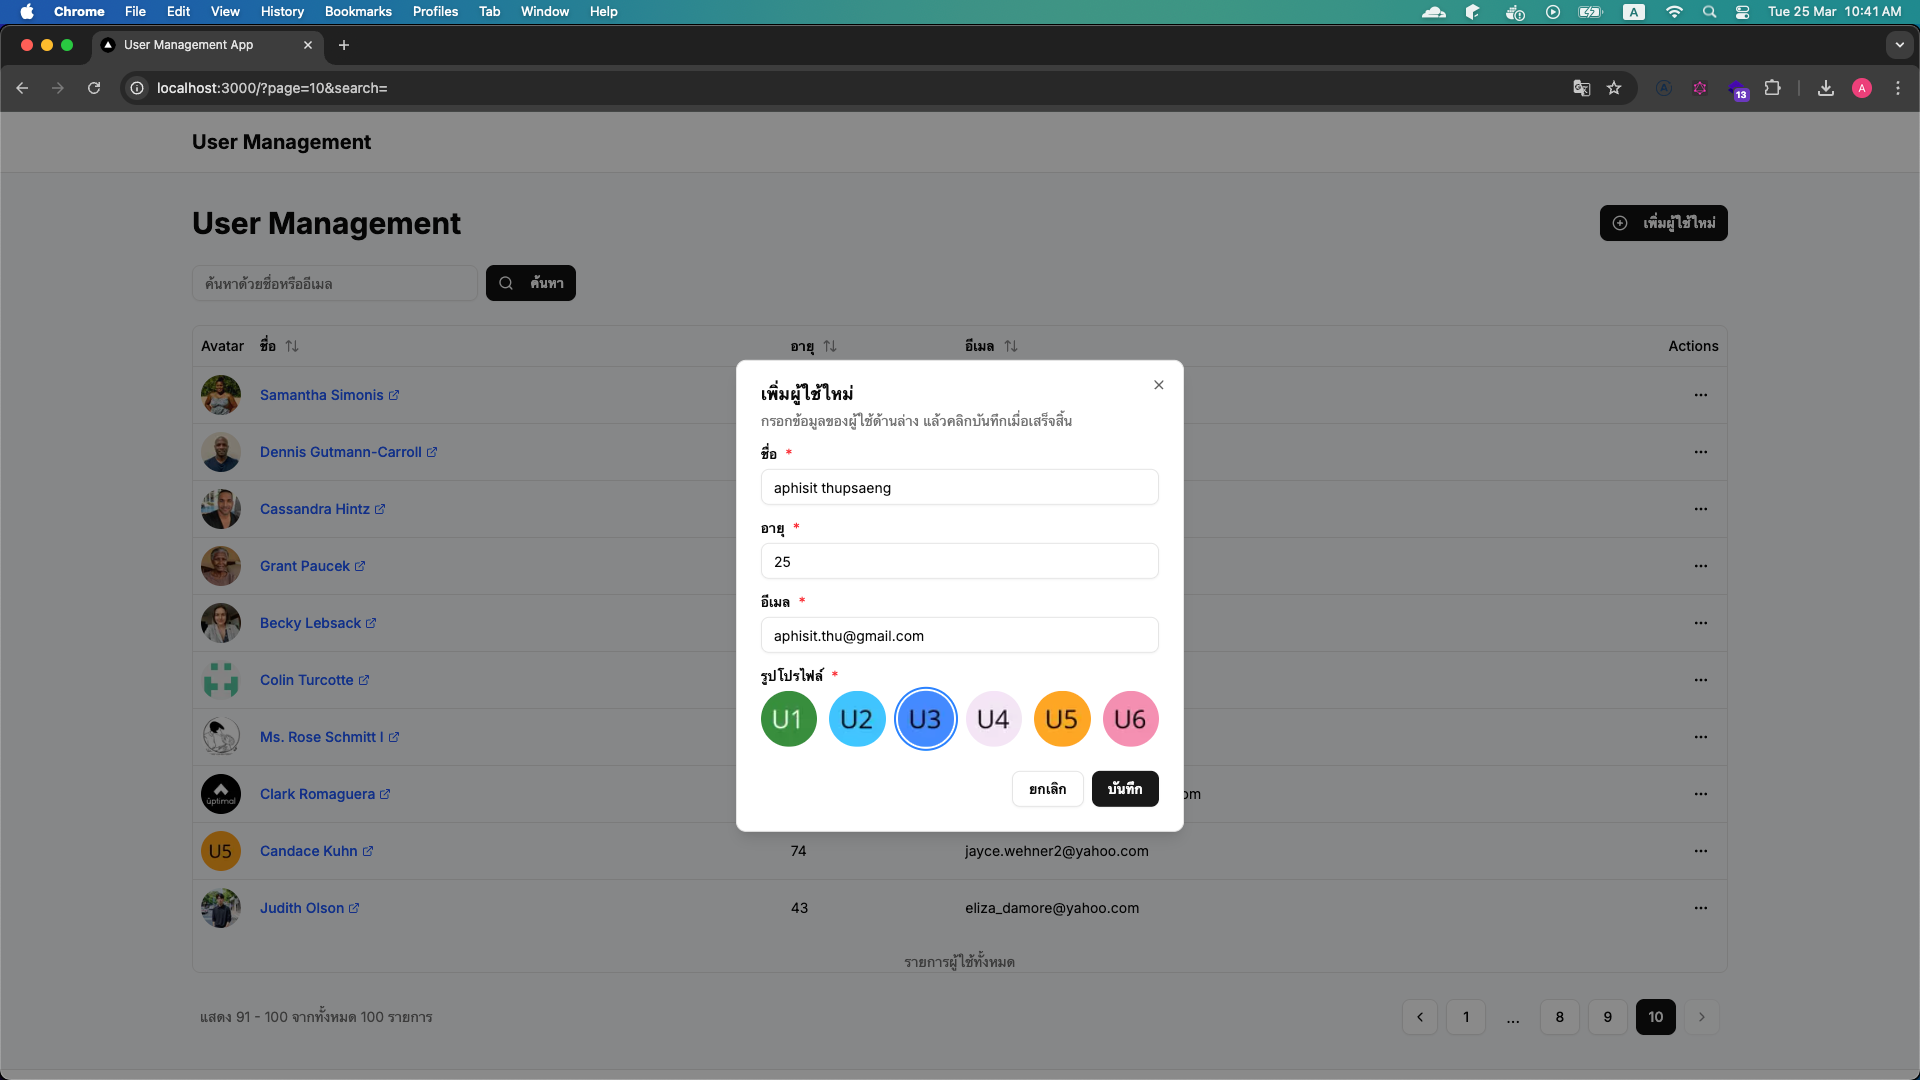 Chrome File Edit View History Bookmarks Profiles Tab Window Help A Tue 25 Mar 10:41 AM
User Management App
localhost:3000/?page=10&search= 13 A
User Management
User Management เพิ่มผู้ใช้ใหม่
ค้นหาด้วยชื่อหรืออีเมล ค้นหา
Avatar ชื่อ อายุ อีเมล Actions
Samantha Simonis
Dennis Gutmann-Carroll
Cassandra Hintz
Grant Paucek
Becky Lebsack
Colin Turcotte
Ms. Rose Schmitt I
üptimal Clark Romaguera om
U5 Candace Kuhn 74 jayce.wehner2@yahoo.com
Judith Olson 43 eliza_damore@yahoo.com
รายการผู้ใช้ทั้งหมด
แสดง 91 - 100 จากทั้งหมด 100 รายการ 1 ... 8 9 10
เพิ่มผู้ใช้ใหม่
กรอกข้อมูลของผู้ใช้ด้านล่าง แล้วคลิกบันทึกเมื่อเสร็จสิ้น
ชื่อ *
aphisit thupsaeng
อายุ *
25
อีเมล *
aphisit.thu@gmail.com
รูปโปรไฟล์ *
U1 U2 U3 U4 U5 U6
ยกเลิก บันทึก